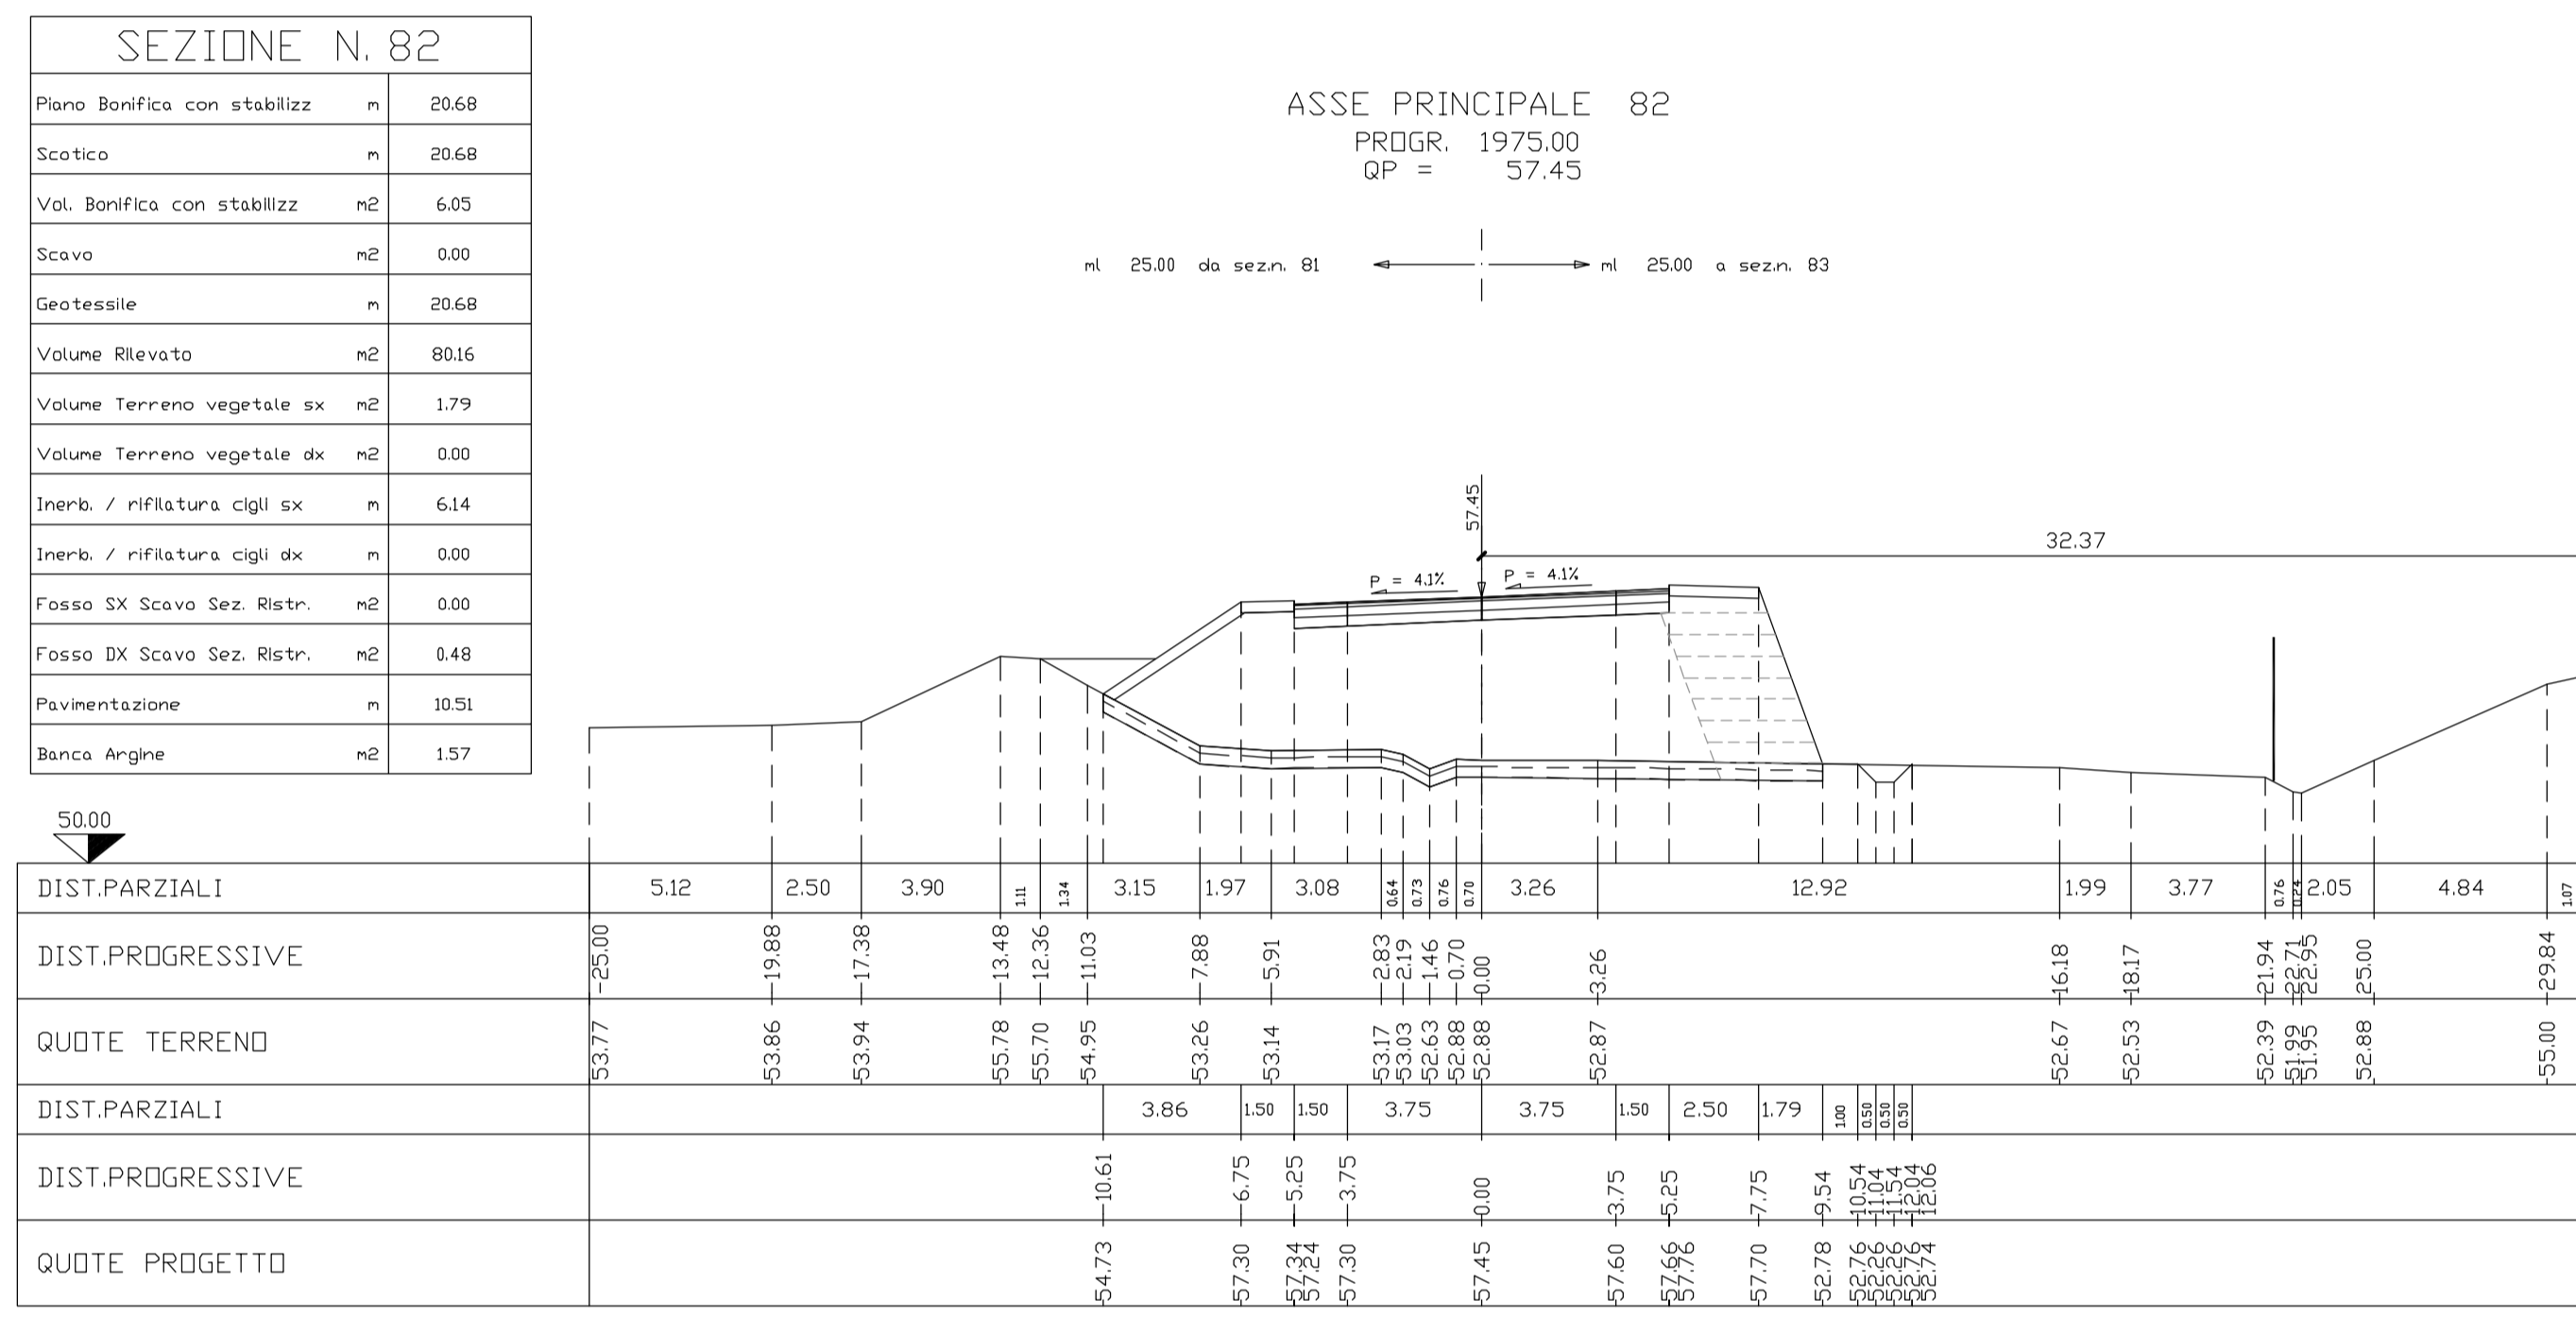 SEZIONE N. 82
Piano Bonifica con stabilizz m 20.68
Scotico m 20.68
Vol. Bonifica con stabilizz m2 6.05
Scavo m2 0.00
Geotessile m 20.68
Volume Rilevato m2 80.16
Volume Terreno vegetale sx m2 1.79
Volume Terreno vegetale dx m2 0.00
Inerb. / rifilatura cigli sx m 6.14
Inerb. / rifilatura cigli dx m 0.00
Fosso SX Scavo Sez. Ristr. m2 0.00
Fosso DX Scavo Sez. Ristr. m2 0.48
Pavimentazione m 10.51
Banca Argine m2 1.57
ASSE PRINCIPALE 82
PROGR. 1975.00
QP = 57.45
ml 25.00 da sez.n. 81 ml 25.00 a sez.n. 83
57.45
32.37
P = 4.1% P = 4.1%
50.00
DIST.PARZIALI 5.12 2.50 3.90 1.11 1.34 3.15 1.97 3.08 0.64 0.73 0.76 0.70 3.26 12.92 1.99 3.77 0.76 0.24 2.05 4.84 1.07
DIST.PROGRESSIVE -25.00 -19.88 -17.38 -13.48 -12.36 -11.03 -7.88 -5.91 -2.83 -2.19 -1.46 -0.70 0.00 3.26 16.18 18.17 21.94 22.71 22.95 25.00 29.84
QUOTE TERRENO 53.77 53.86 53.94 55.78 55.70 54.95 53.26 53.14 53.17 53.03 52.63 52.88 52.88 52.87 52.67 52.53 52.39 51.99 51.95 52.88 55.00
DIST.PARZIALI 3.86 1.50 1.50 3.75 3.75 1.50 2.50 1.79 1.00 0.50 0.50 0.50
DIST.PROGRESSIVE -10.61 -6.75 -5.25 -3.75 0.00 3.75 5.25 7.75 9.54 10.54 11.04 11.54 12.04 12.06
QUOTE PROGETTO 54.73 57.30 57.34 57.24 57.30 57.45 57.60 57.66 57.76 57.70 52.78 52.76 52.26 52.26 52.76 52.74